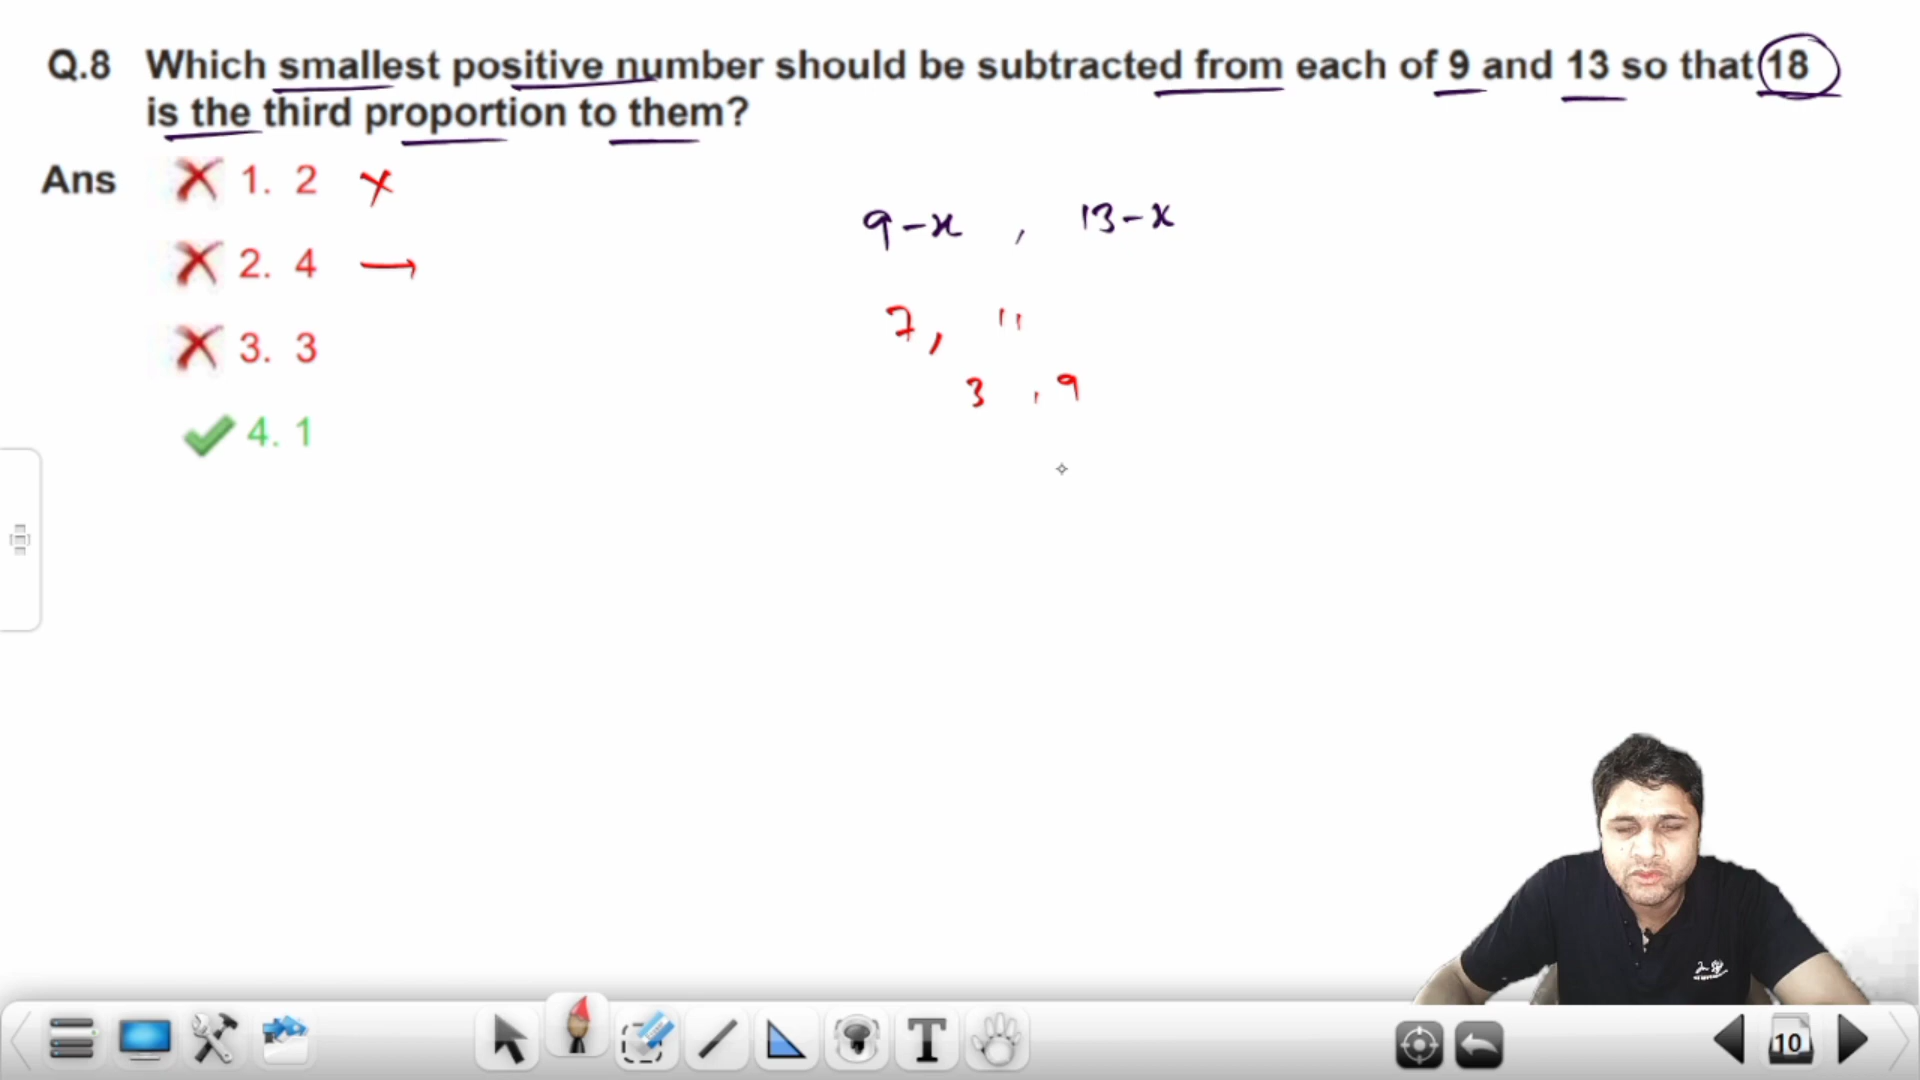 Q.8 Which smallest positive number should be subtracted from each of 9 and 13 so that 18
is the third proportion to them?
Ans 1. 2
2. 4
3. 3
4. 1
9-x , 13-x
7, 11
3 , 9
T
10